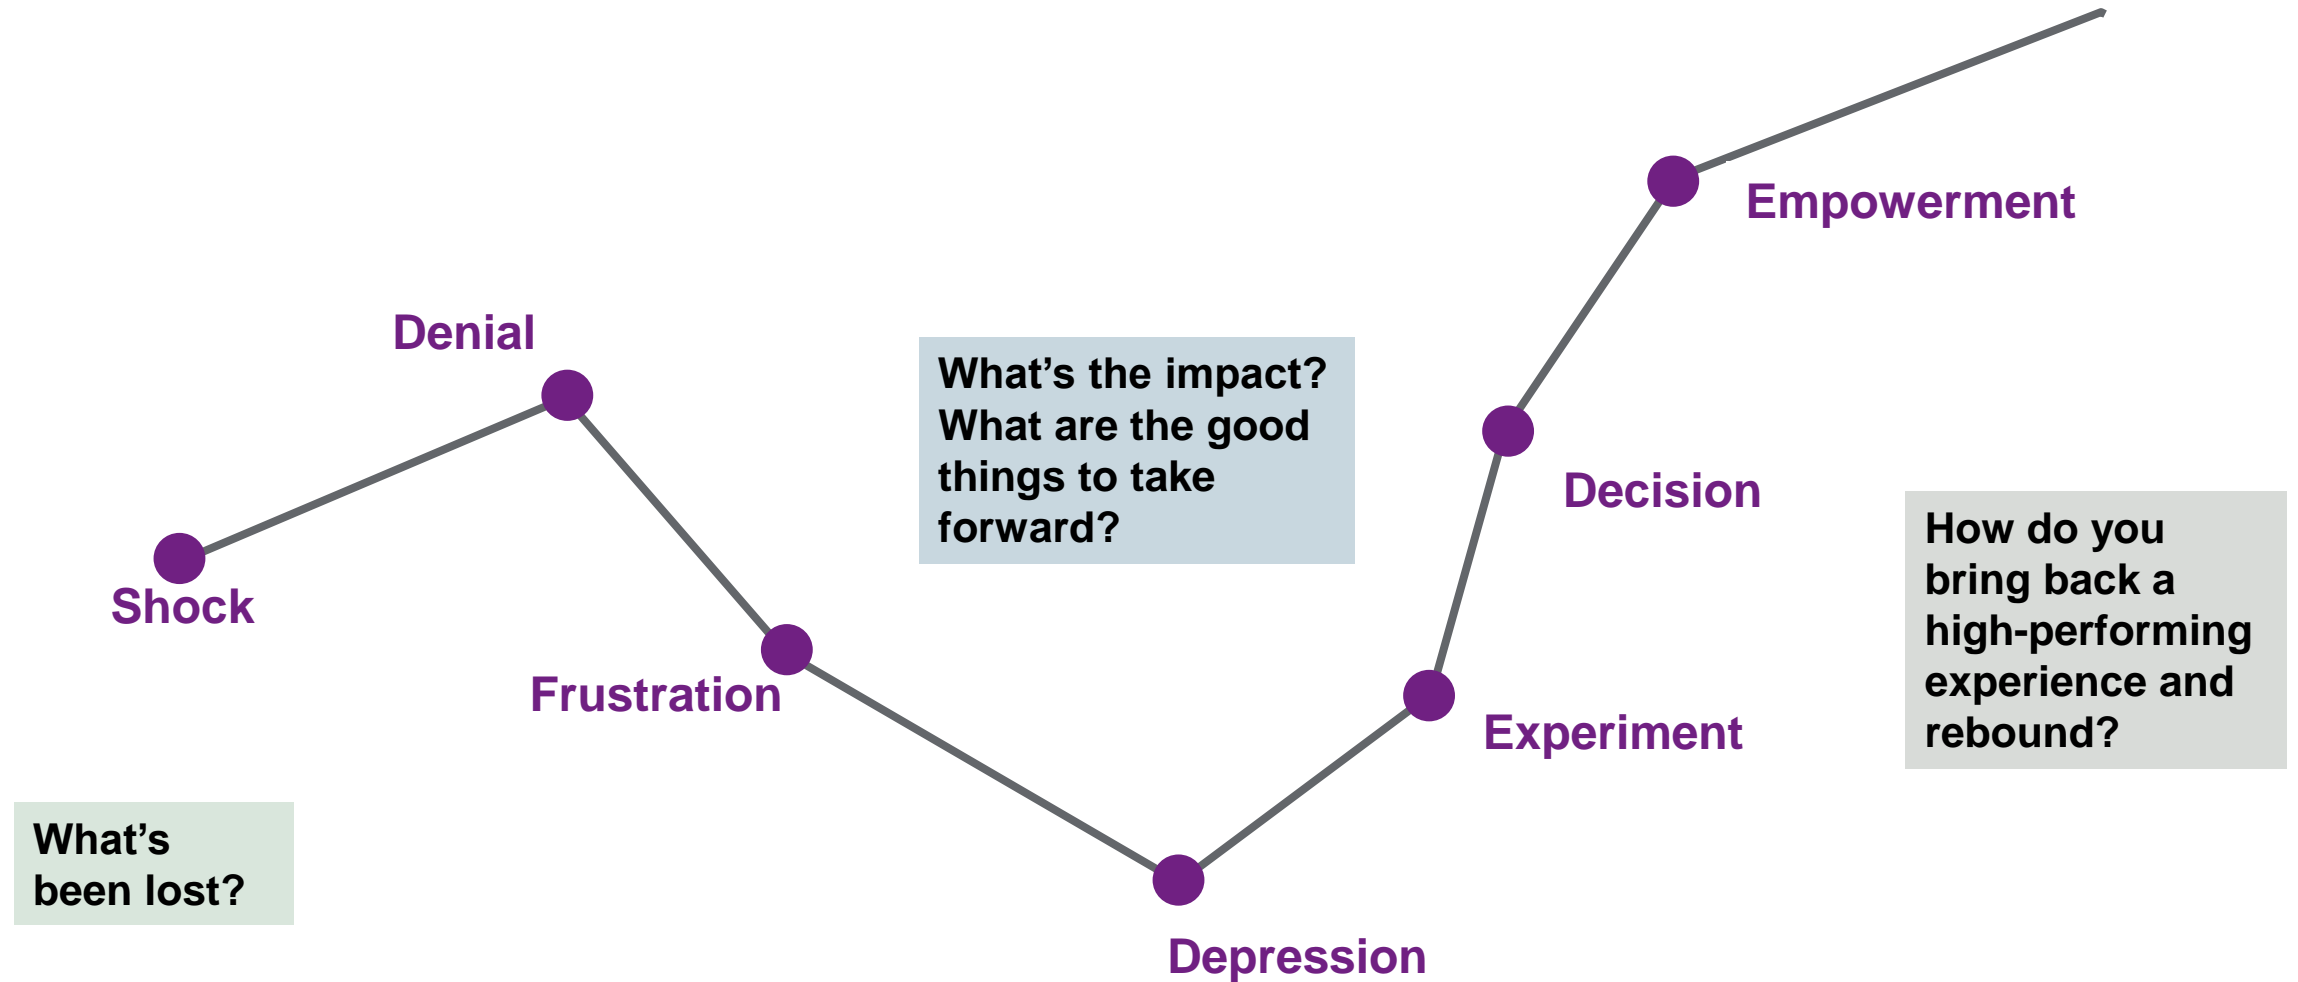 Shock
Denial
Frustration
Depression
Experiment
Decision
Empowerment
What’s
been lost?
What’s the impact?
What are the good
things to take
forward?
How do you
bring back a
high-performing
experience and
rebound?